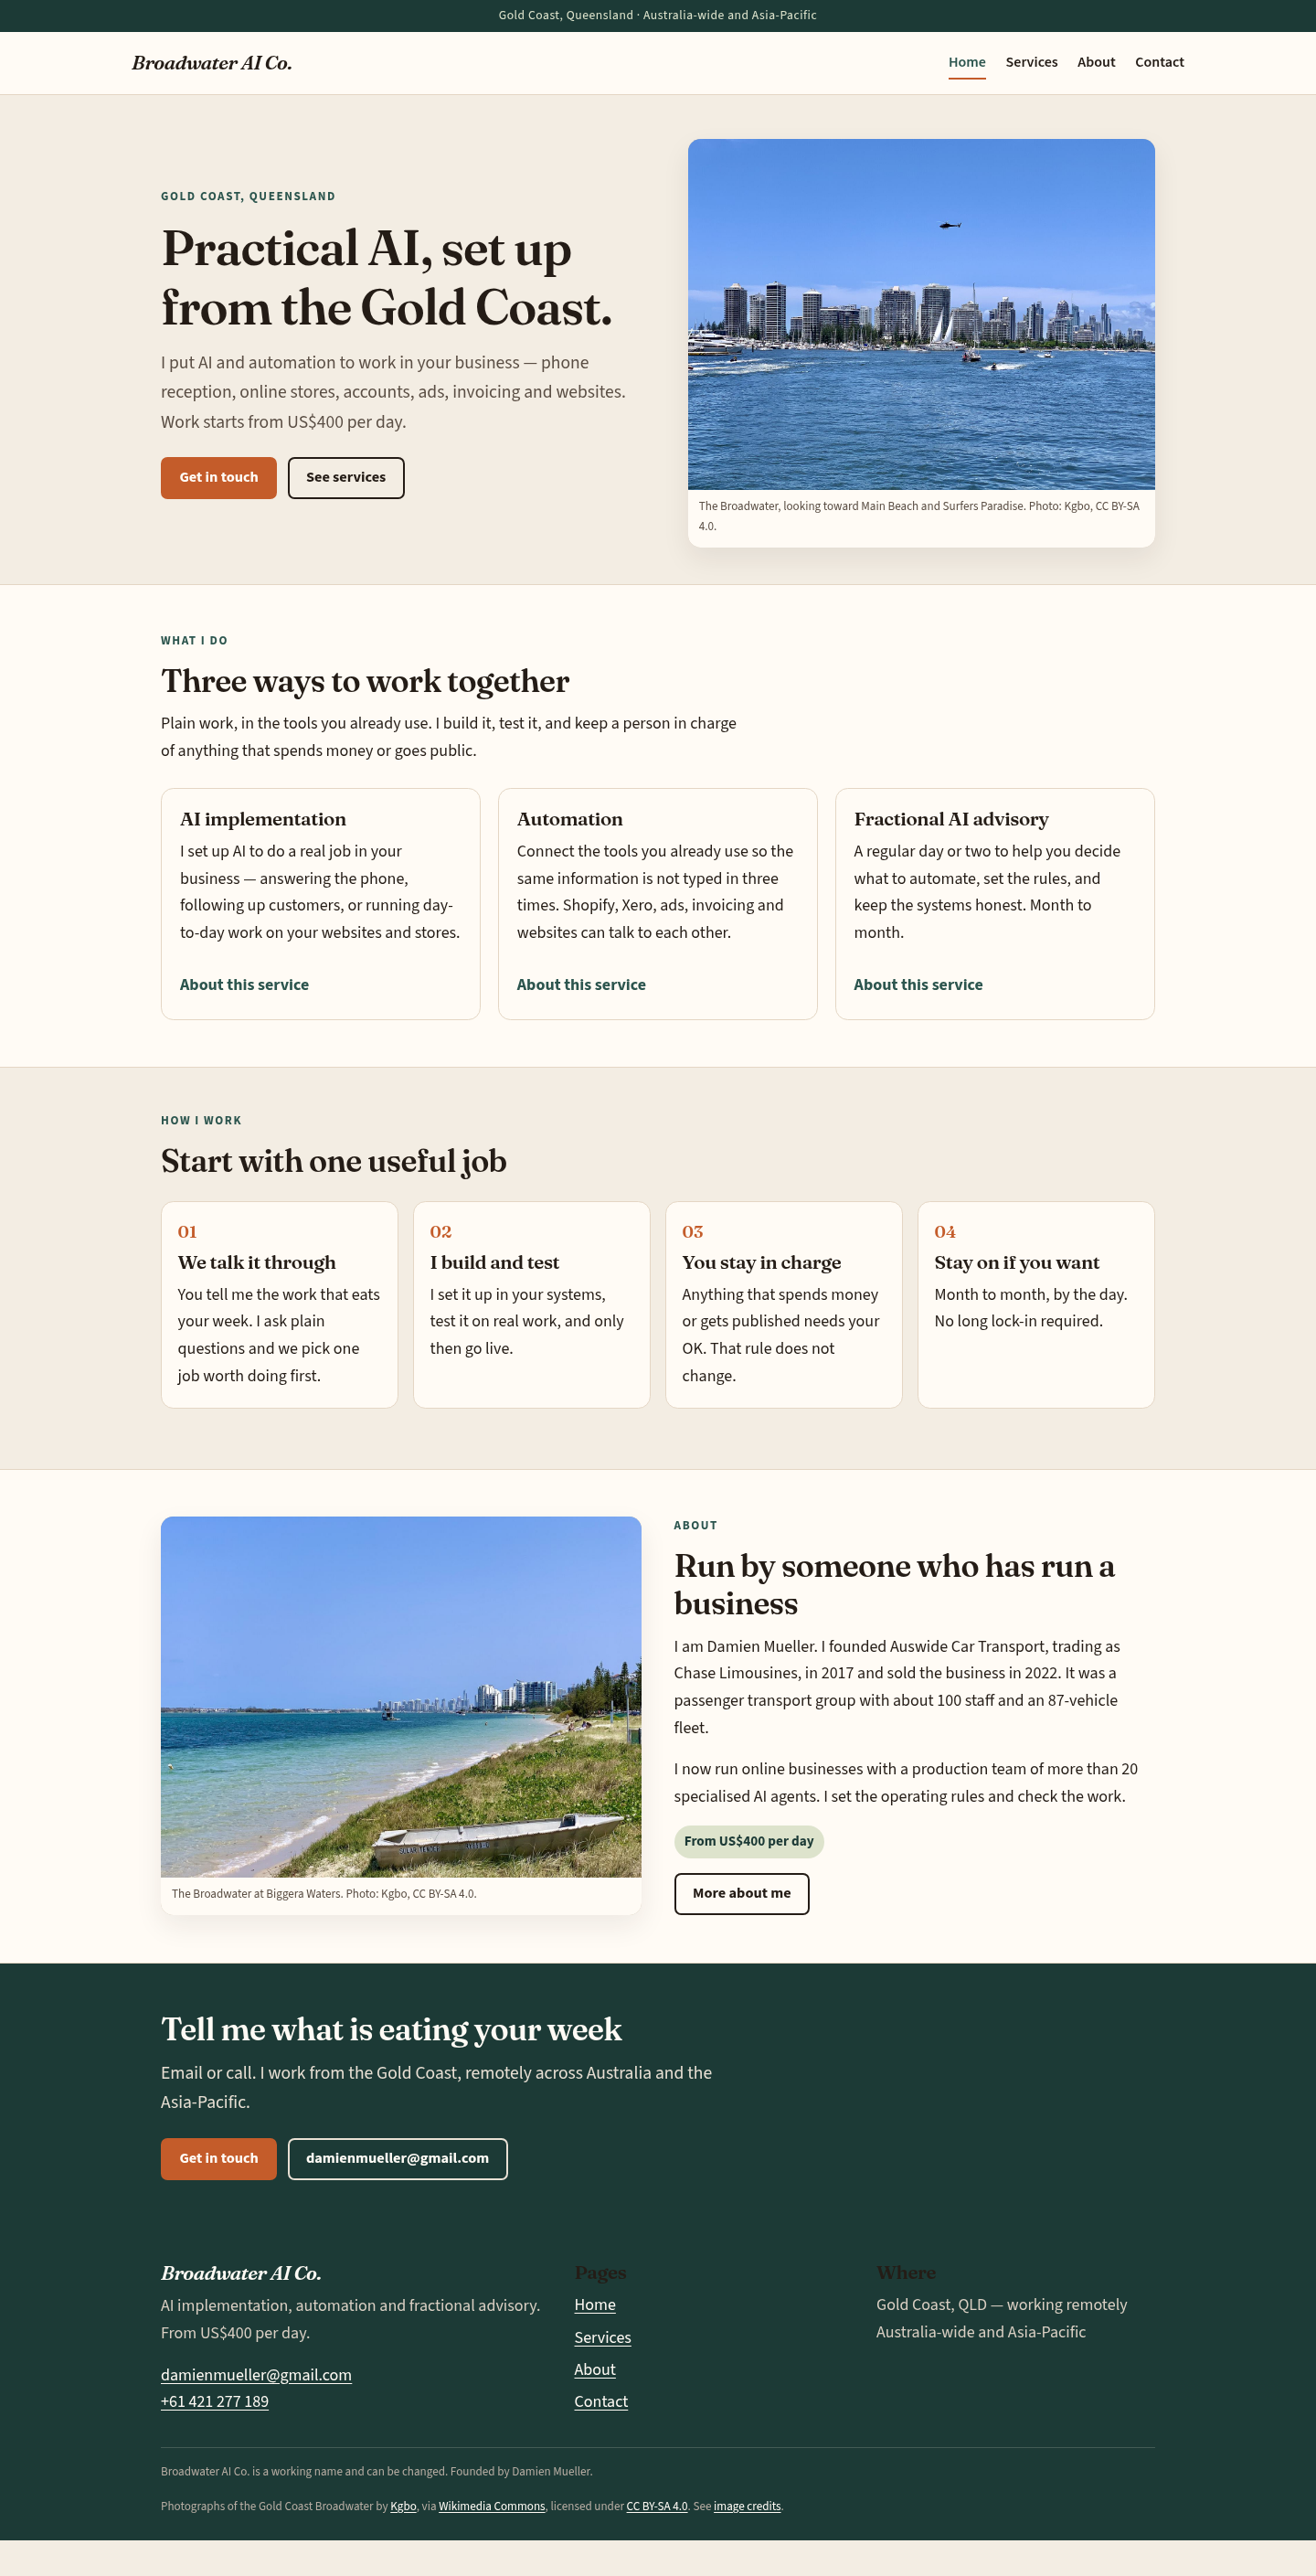 Gold Coast, Queensland · Australia-wide and Asia-Pacific
Broadwater AI Co.
Home Services About Contact
GOLD COAST, QUEENSLAND
Practical AI, set up
from the Gold Coast.
I put AI and automation to work in your business — phone
reception, online stores, accounts, ads, invoicing and websites.
Work starts from US$400 per day.
Get in touch
See services
The Broadwater, looking toward Main Beach and Surfers Paradise. Photo: Kgbo, CC BY-SA
4.0.
WHAT I DO
Three ways to work together
Plain work, in the tools you already use. I build it, test it, and keep a person in charge
of anything that spends money or goes public.
AI implementation
I set up AI to do a real job in your
business — answering the phone,
following up customers, or running day-
to-day work on your websites and stores.
About this service
Automation
Connect the tools you already use so the
same information is not typed in three
times. Shopify, Xero, ads, invoicing and
websites can talk to each other.
About this service
Fractional AI advisory
A regular day or two to help you decide
what to automate, set the rules, and
keep the systems honest. Month to
month.
About this service
HOW I WORK
Start with one useful job
01
We talk it through
You tell me the work that eats
your week. I ask plain
questions and we pick one
job worth doing first.
02
I build and test
I set it up in your systems,
test it on real work, and only
then go live.
03
You stay in charge
Anything that spends money
or gets published needs your
OK. That rule does not
change.
04
Stay on if you want
Month to month, by the day.
No long lock-in required.
The Broadwater at Biggera Waters. Photo: Kgbo, CC BY-SA 4.0.
ABOUT
Run by someone who has run a
business
I am Damien Mueller. I founded Auswide Car Transport, trading as
Chase Limousines, in 2017 and sold the business in 2022. It was a
passenger transport group with about 100 staff and an 87-vehicle
fleet.
I now run online businesses with a production team of more than 20
specialised AI agents. I set the operating rules and check the work.
From US$400 per day
More about me
Tell me what is eating your week
Email or call. I work from the Gold Coast, remotely across Australia and the
Asia-Pacific.
Get in touch
damienmueller@gmail.com
Broadwater AI Co.
AI implementation, automation and fractional advisory.
From US$400 per day.
damienmueller@gmail.com
+61 421 277 189
Pages
Home
Services
About
Contact
Where
Gold Coast, QLD — working remotely
Australia-wide and Asia-Pacific
Broadwater AI Co. is a working name and can be changed. Founded by Damien Mueller.
Photographs of the Gold Coast Broadwater by Kgbo, via Wikimedia Commons, licensed under CC BY-SA 4.0. See image credits.